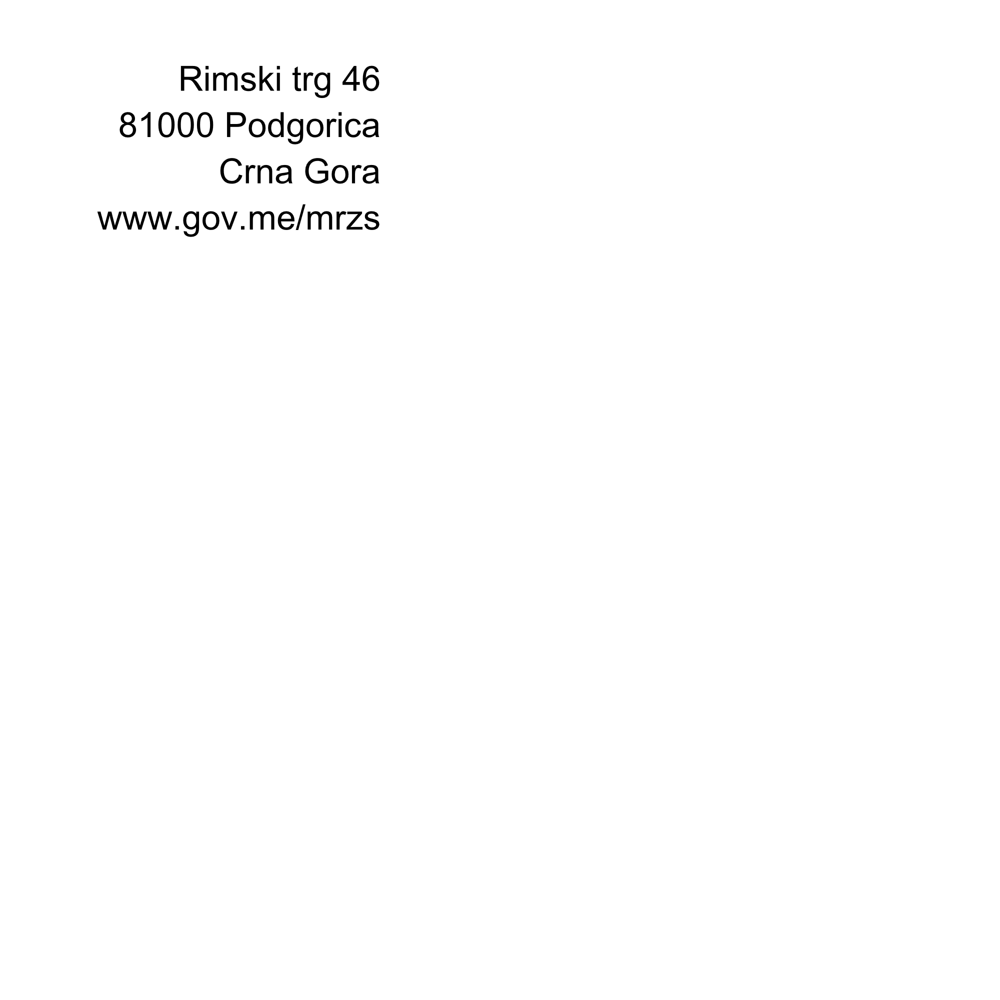 Rimski trg 46
81000 Podgorica
Crna Gora
www.gov.me/mrzs